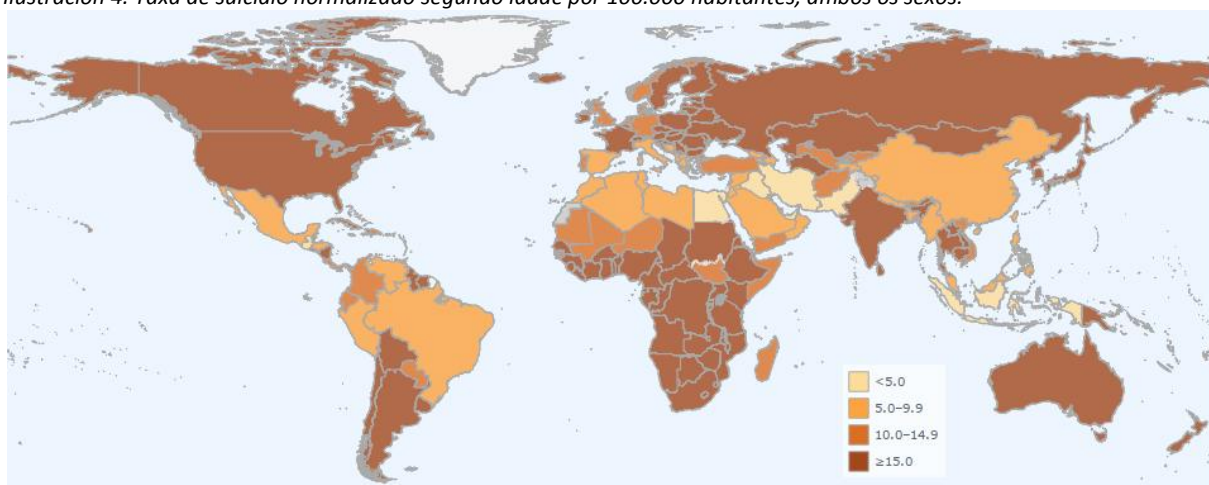 Ilustración 4. Taxa de suicidio normalizado segundo idade por 100.000 habitantes, ambos os sexos.
<5.0
5.0–9.9
10.0–14.9
≥15.0